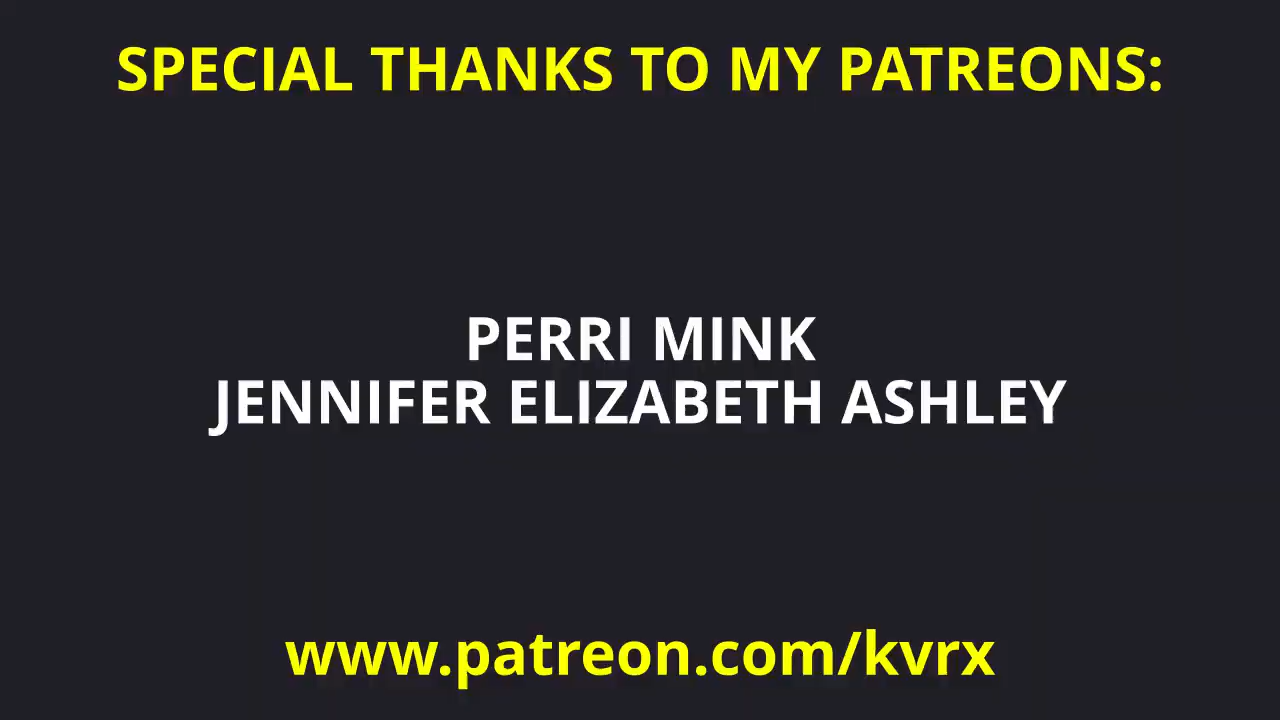 SPECIAL THANKS TO MY PATREONS:
PERRI MINK
JENNIFER ELIZABETH ASHLEY
www.patreon.com/kvrx